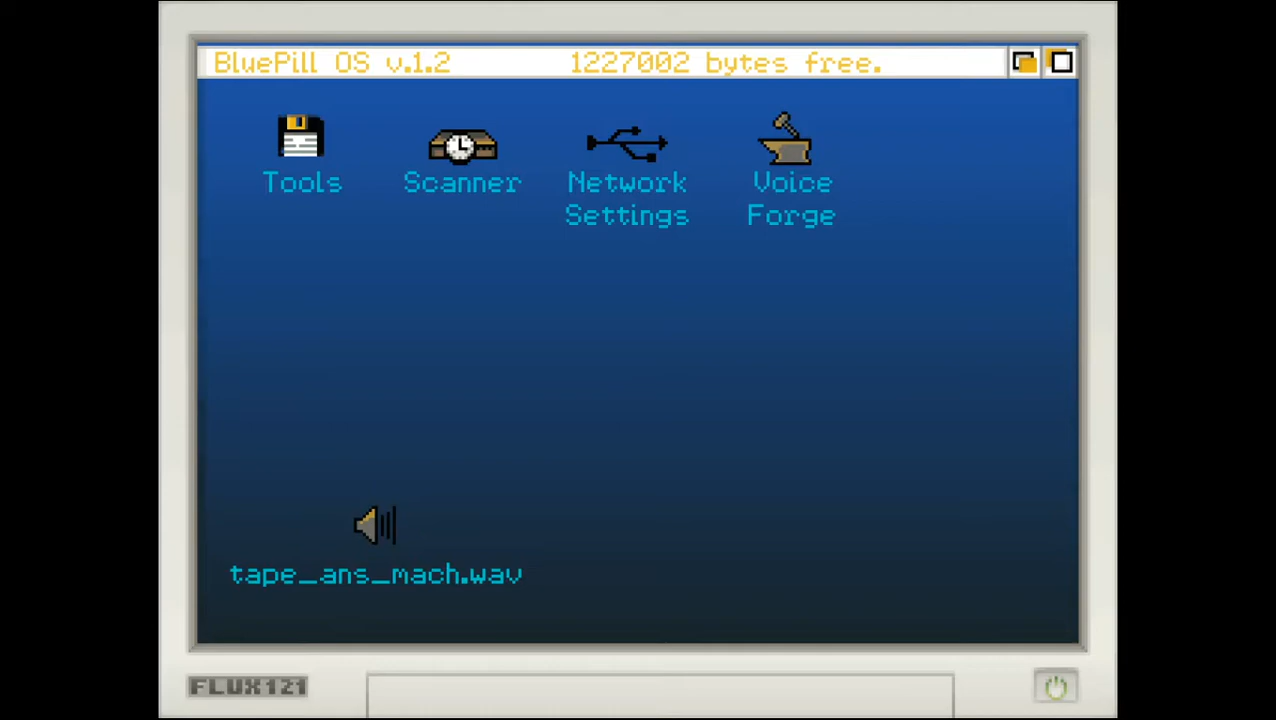 BluePill OS v.1.2 1227002 bytes free.
Tools Scanner Network Voice
Settings Forge
tape_ans_mach.wav
FLUX121